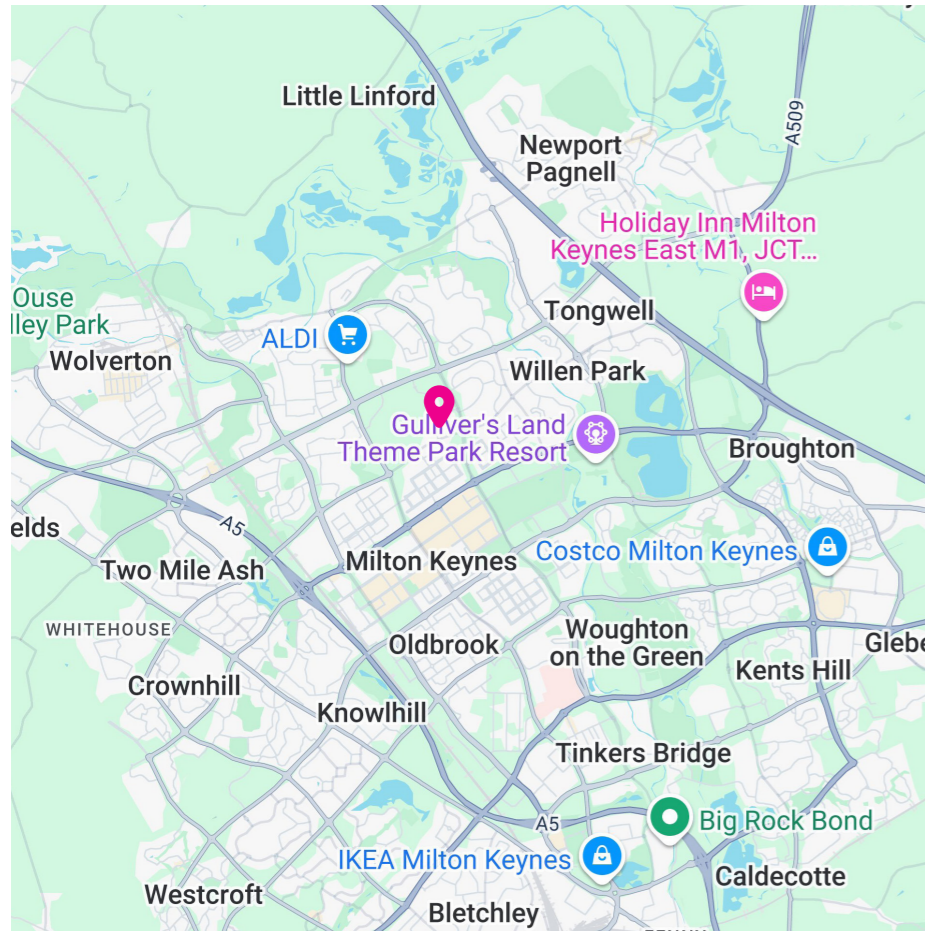 Little Linford
A509
Newport
Pagnell
Holiday Inn Milton
Keynes East M1, JCT...
Ouse
lley Park
Tongwell
ALDI
Wolverton
Willen Park
Gulliver's Land
Theme Park Resort
Broughton
A5
elds
Costco Milton Keynes
Milton Keynes
Two Mile Ash
WHITEHOUSE
Oldbrook
Woughton
on the Green
Glebe
Kents Hill
Crownhill
Knowlhill
Tinkers Bridge
A5
Big Rock Bond
IKEA Milton Keynes
Caldecotte
Westcroft
Bletchley